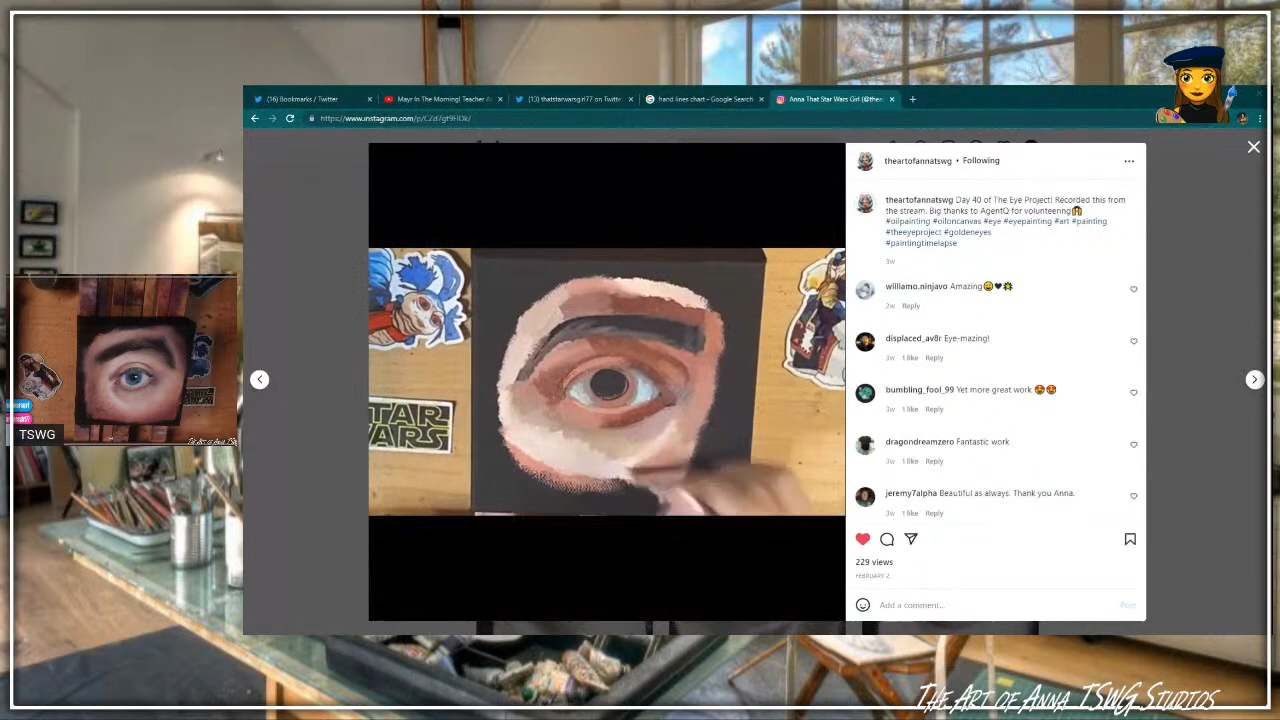 (16) Bookmarks / Twitter
Mayr In The Morning! Teacher A
(13) thatstarwarsgirl77 on Twitte
hand lines chart - Google Search
Anna That Star Wars Girl (@thea
https://www.instagram.com/p/CZd7gt9FlOk/
theartofannatswg • Following
theartofannatswg Day 40 of The Eye Project! Recorded this from
the stream. Big thanks to AgentQ for volunteering
#oilpainting #oiloncanvas #eye #eyepainting #art #painting
#theeyeproject #goldeneyes
#paintingtimelapse
3w
williamo.ninjavo Amazing
2w Reply
displaced_av8r Eye-mazing!
3w 1 like Reply
bumbling_fool_99 Yet more great work
3w 1 like Reply
dragondreamzero Fantastic work
3w 1 like Reply
jeremy7alpha Beautiful as always. Thank you Anna.
3w 1 like Reply
229 views
FEBRUARY 2
Add a comment...
Post
STAR
WARS
TSWG
The Art of Anna TSWG Studios